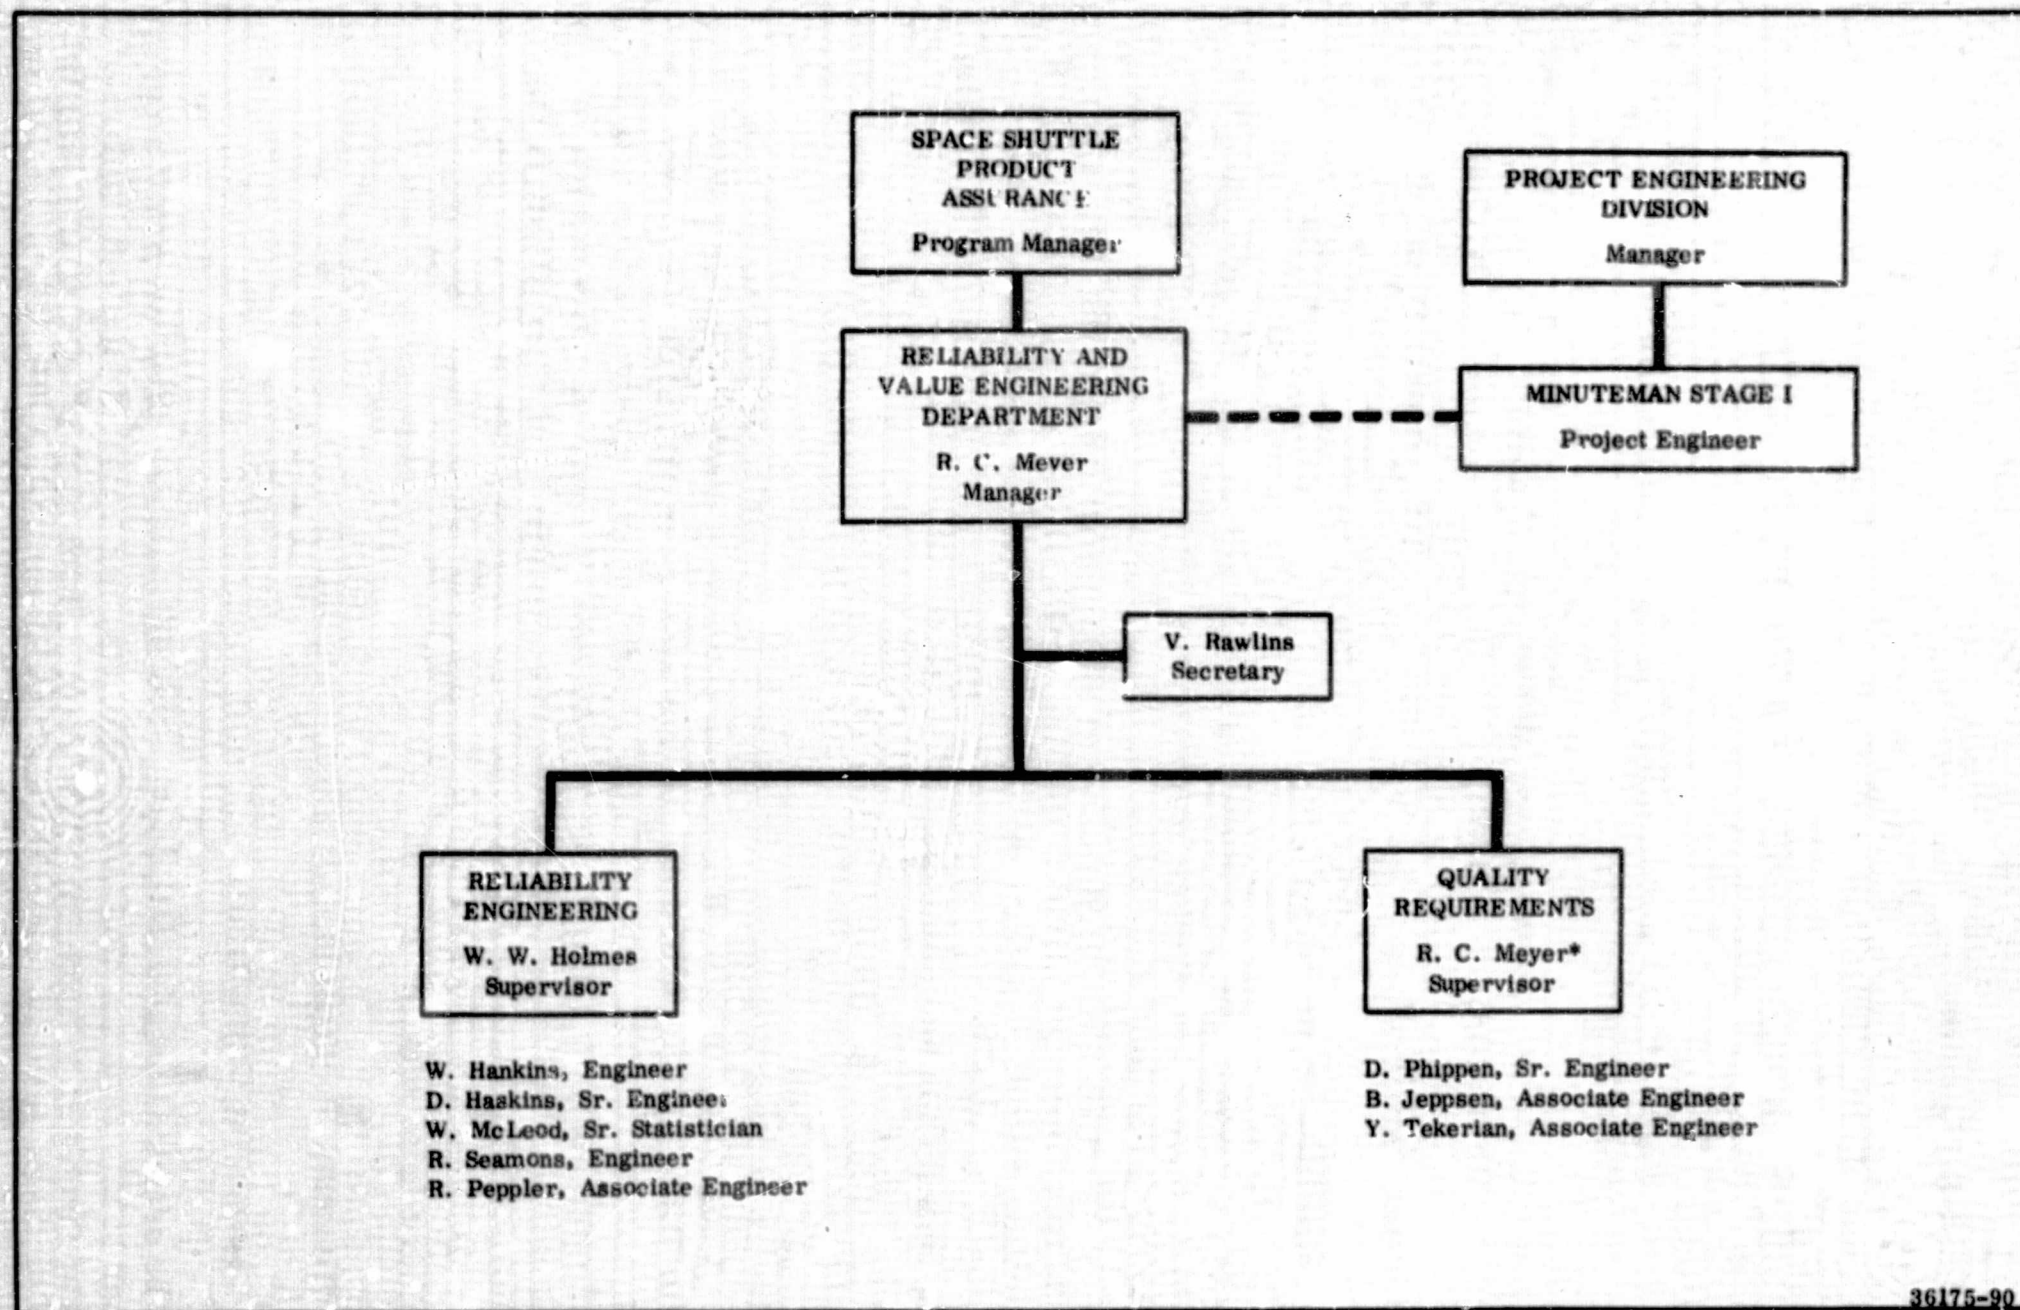 SPACE SHUTTLE
PRODUCT
ASSURANCE
Program Manager
PROJECT ENGINEERING
DIVISION
Manager
RELIABILITY AND
VALUE ENGINEERING
DEPARTMENT
R. C. Meyer
Manager
MINUTEMAN STAGE I
Project Engineer
V. Rawlins
Secretary
RELIABILITY
ENGINEERING
W. W. Holmes
Supervisor
QUALITY
REQUIREMENTS
R. C. Meyer*
Supervisor
W. Hankins, Engineer
D. Haskins, Sr. Engineer
W. McLeod, Sr. Statistician
R. Seamons, Engineer
R. Peppler, Associate Engineer
D. Phippen, Sr. Engineer
B. Jeppsen, Associate Engineer
Y. Tekerian, Associate Engineer
36175-90